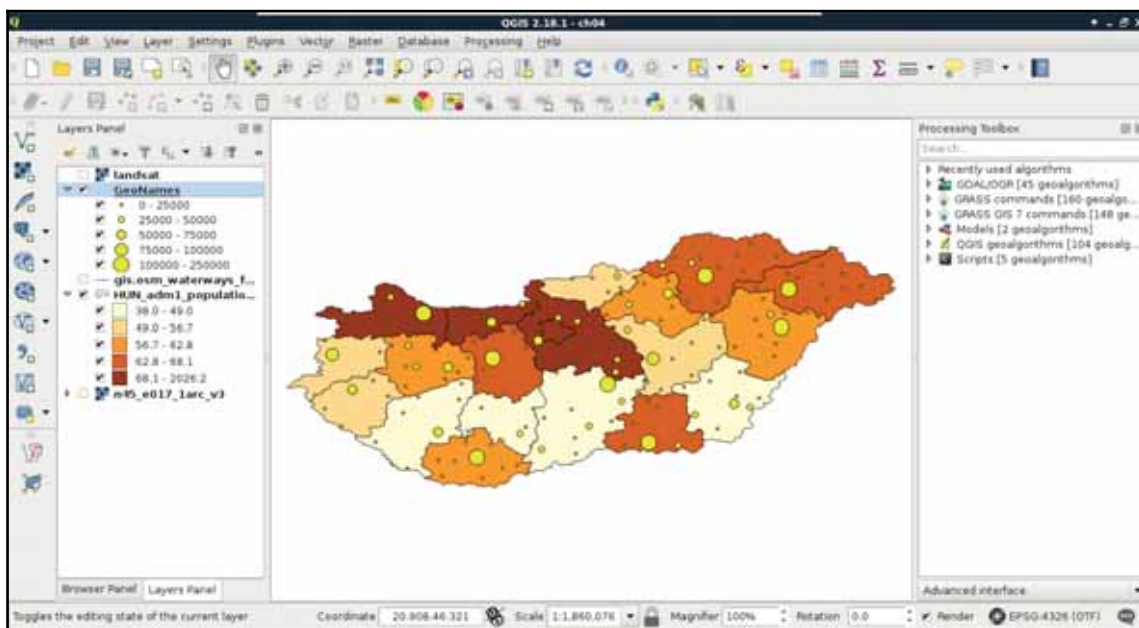 QGIS 2.18.1 - ch04
Project Edit View Layer Settings Plugins Vector Raster Database Processing Help
Layers Panel
landsat
GeoNames
0 - 25000
25000 - 50000
50000 - 75000
75000 - 100000
100000 - 250000
gis.osm_waterways_f...
HUN_adm1_populatio...
38.0 - 49.0
49.0 - 56.7
56.7 - 62.8
62.8 - 68.1
68.1 - 2026.2
n45_e017_1arc_v3
Browser Panel Layers Panel
Processing Toolbox
Search...
Recently used algorithms
GDAL/OGR [45 geoalgorithms]
GRASS commands [160 geoalgo...
GRASS GIS 7 commands [148 ge...
Models [2 geoalgorithms]
QGIS geoalgorithms [104 geoalg...
Scripts [5 geoalgorithms]
Advanced interface
Toggles the editing state of the current layer Coordinate 20.908,46.321 Scale 1:1,860,076 Magnifier 100% Rotation 0.0 Render EPSG:4326 (OTF)